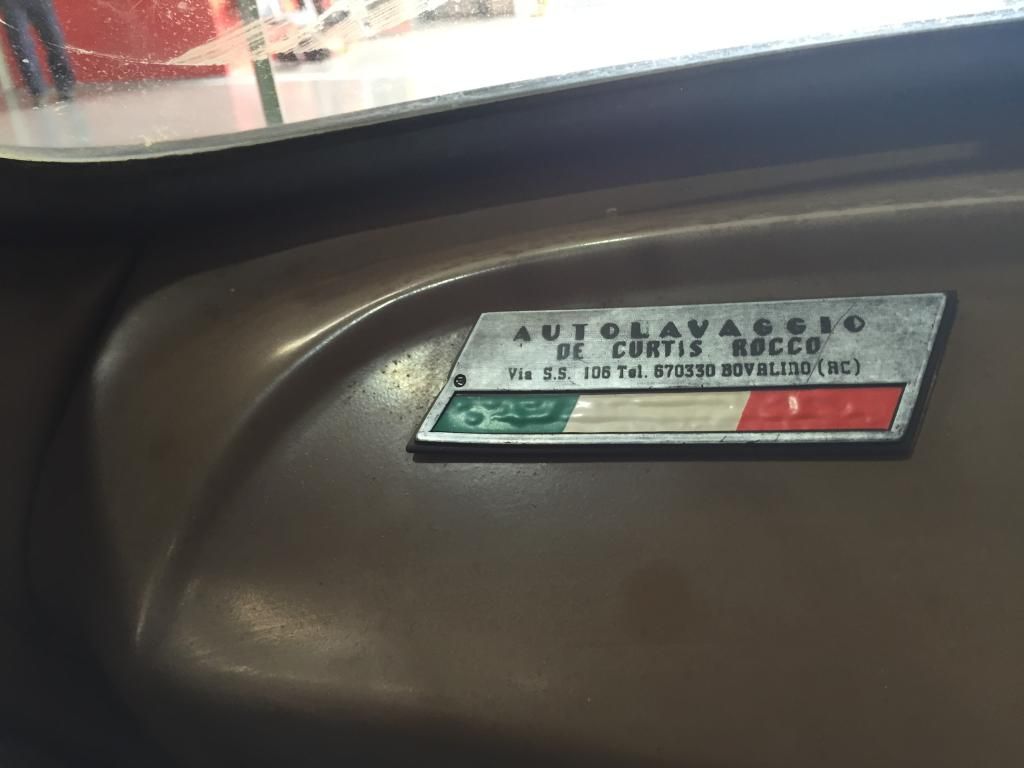 AUTOLAVAGGIO
DE CURTIS ROCCO
Via S.S. 106 Tel. 670330 BOVALINO (RC)